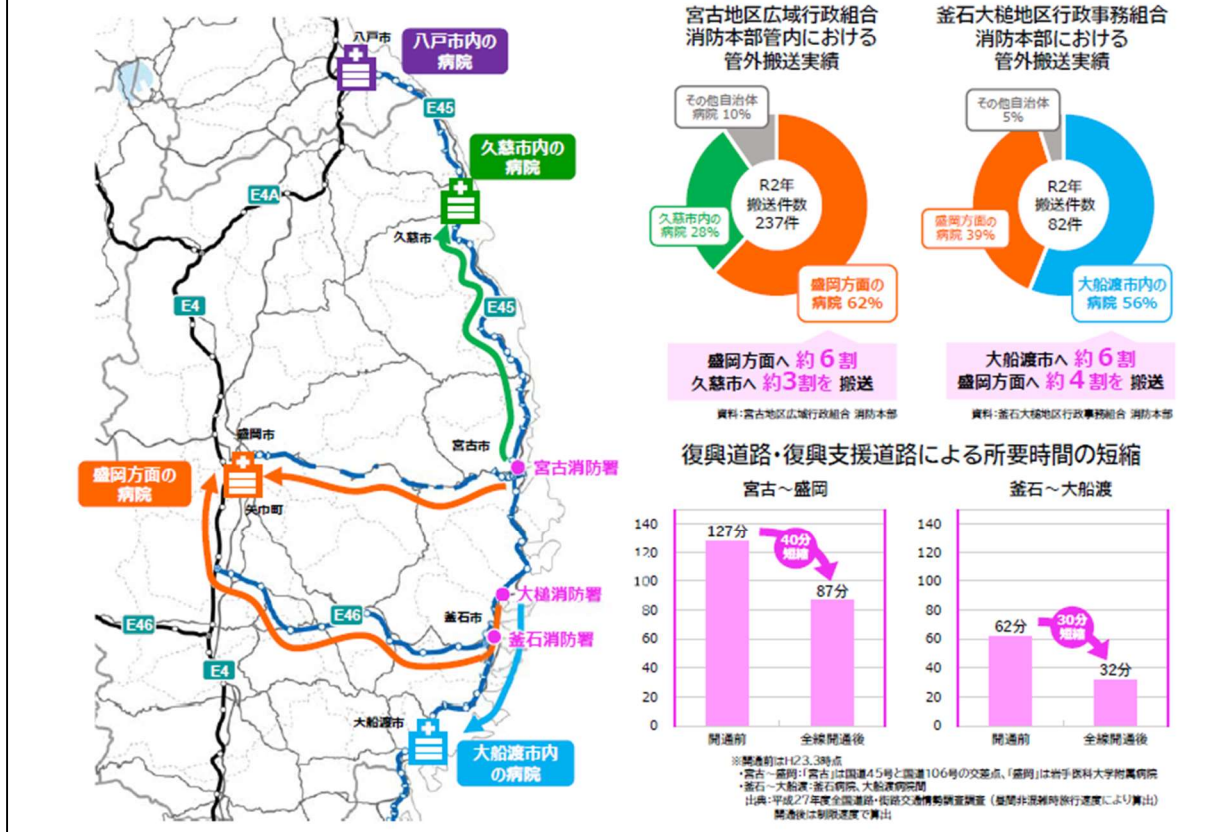 八戸市
八戸市内の
病院
E45
久慈市内の
病院
E4A
久慈市
E4
E45
盛岡市
宮古市
宮古消防署
盛岡方面の
病院
矢巾町
大槌消防署
釜石市
E46
E46
釜石消防署
E4
大船渡市
大船渡市内
の病院
宮古地区広域行政組合
消防本部管内における
管外搬送実績
その他自治体
病院 10%
R2年
搬送件数
237件
久慈市内の
病院 28%
盛岡方面の
病院 62%
盛岡方面へ 約6割
久慈市へ 約3割を 搬送
資料:宮古地区広域行政組合 消防本部
釜石大槌地区行政事務組合
消防本部における
管外搬送実績
その他自治体
5%
R2年
搬送件数
82件
盛岡方面の
病院 39%
大船渡市内の
病院 56%
大船渡市へ 約6割
盛岡方面へ 約4割を 搬送
資料:釜石大槌地区行政事務組合 消防本部
復興道路・復興支援道路による所要時間の短縮
宮古~盛岡
140
120
100
80
60
40
20
0
127分
40分
短縮
87分
開通前
全線開通後
釜石~大船渡
140
120
100
80
60
40
20
0
62分
30分
短縮
32分
開通前
全線開通後
※開通前はH23.3時点
・宮古~盛岡:「宮古」は国道45号と国道106号の交差点、「盛岡」は岩手医科大学附属病院
・釜石~大船渡:釜石病院、大船渡病院間
出典:平成27年度全国道路・街路交通情勢調査調査(昼間非混雑時旅行速度により算出)
開通後は制限速度で算出